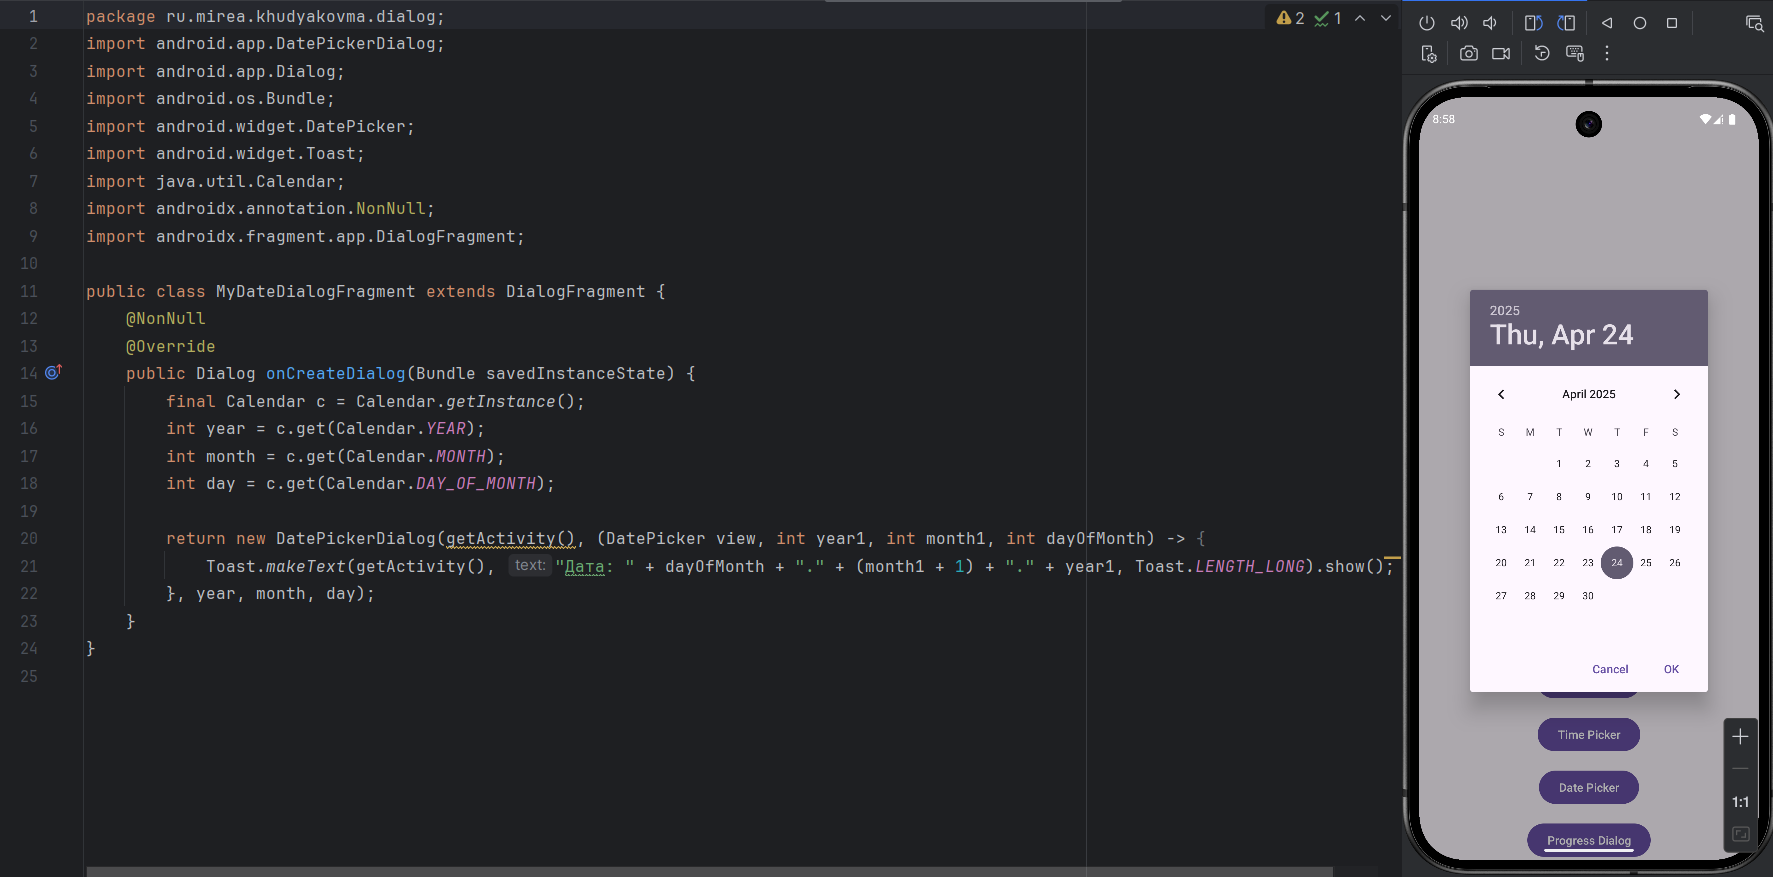 1 package ru.mirea.khudyakovma.dialog;
2 import android.app.DatePickerDialog;
3 import android.app.Dialog;
4 import android.os.Bundle;
5 import android.widget.DatePicker;
6 import android.widget.Toast;
7 import java.util.Calendar;
8 import androidx.annotation.NonNull;
9 import androidx.fragment.app.DialogFragment;
10
11 public class MyDateDialogFragment extends DialogFragment {
12 @NonNull
13 @Override
14 public Dialog onCreateDialog(Bundle savedInstanceState) {
15 final Calendar c = Calendar.getInstance();
16 int year = c.get(Calendar.YEAR);
17 int month = c.get(Calendar.MONTH);
18 int day = c.get(Calendar.DAY_OF_MONTH);
19
20 return new DatePickerDialog(getActivity(), (DatePicker view, int year1, int month1, int dayOfMonth) -> {
21 Toast.makeText(getActivity(), text: "Дата: " + dayOfMonth + "." + (month1 + 1) + "." + year1, Toast.LENGTH_LONG).show();
22 }, year, month, day);
23 }
24 }
25
2 1
8:58
2025
Thu, Apr 24
April 2025
S M T W T F S
1 2 3 4 5
6 7 8 9 10 11 12
13 14 15 16 17 18 19
20 21 22 23 24 25 26
27 28 29 30
Cancel OK
Time Picker
Date Picker
Progress Dialog
1:1